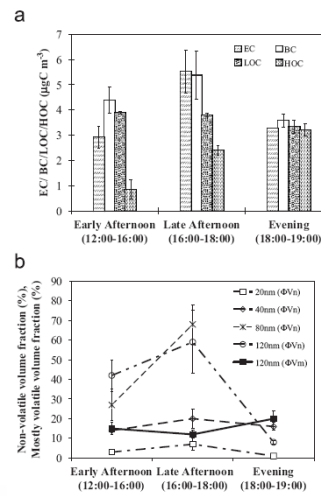 a
EC/ BC/LOC/HOC (µgC m⁻³)
7
6
5
4
3
2
1
0
EC
BC
LOC
HOC
Early Afternoon
(12:00-16:00)
Late Afternoon
(16:00-18:00)
Evening
(18:00-19:00)
b
Non-volatile volume fraction (%),
Mostly volatile volume fraction (%)
90
80
70
60
50
40
30
20
10
0
20nm (ΦVn)
40nm (ΦVn)
80nm (ΦVn)
120nm (ΦVn)
120nm (ΦVm)
Early Afternoon
(12:00-16:00)
Late Afternoon
(16:00-18:00)
Evening
(18:00-19:00)